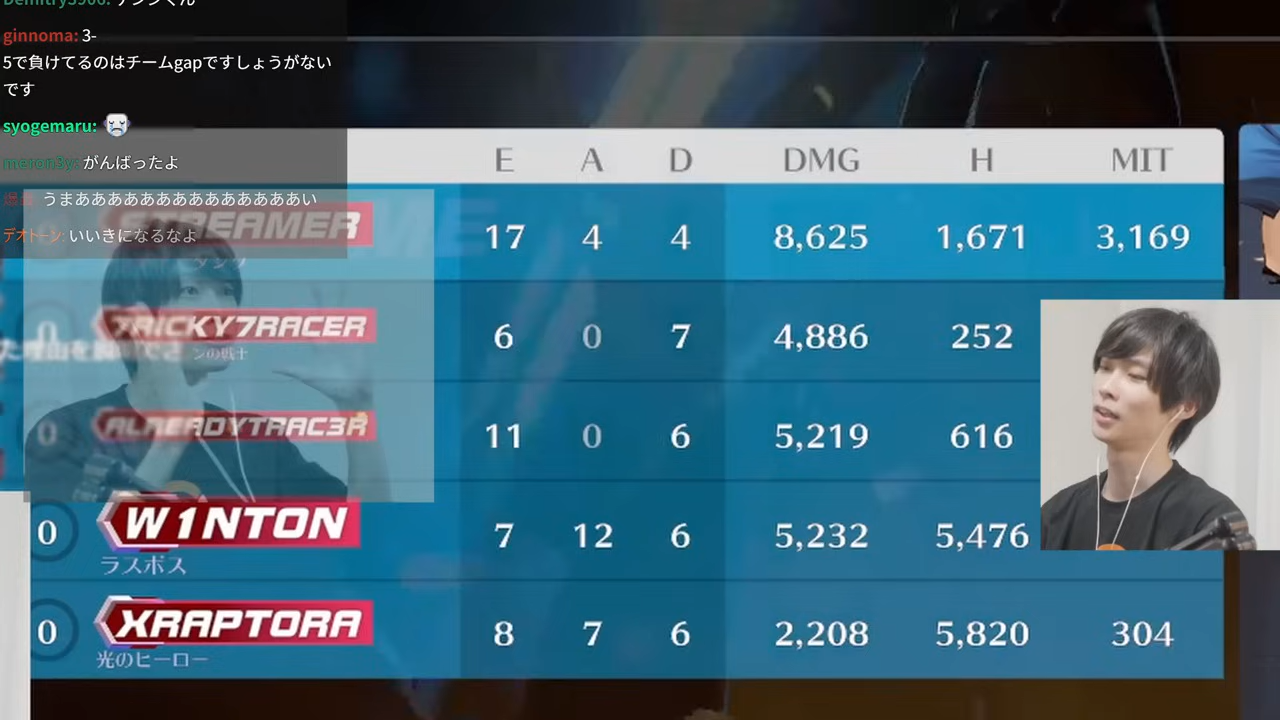 ginnoma: 3-
5で負けてるのはチームgapですしょうがない
です
syogemaru:
meron3y: がんばったよ
うまああああああああああああああい
デオトーン: いいきになるなよ
E A D DMG H MIT
STREAMER 17 4 4 8,625 1,671 3,169
0 7RICKY7RACER 6 0 7 4,886 252
ンの戦士
0 ALREADYTRAC3R 11 0 6 5,219 616
0 W1NTON 7 12 6 5,232 5,476
ラスボス
0 XRAPTORA 8 7 6 2,208 5,820 304
光のヒーロー